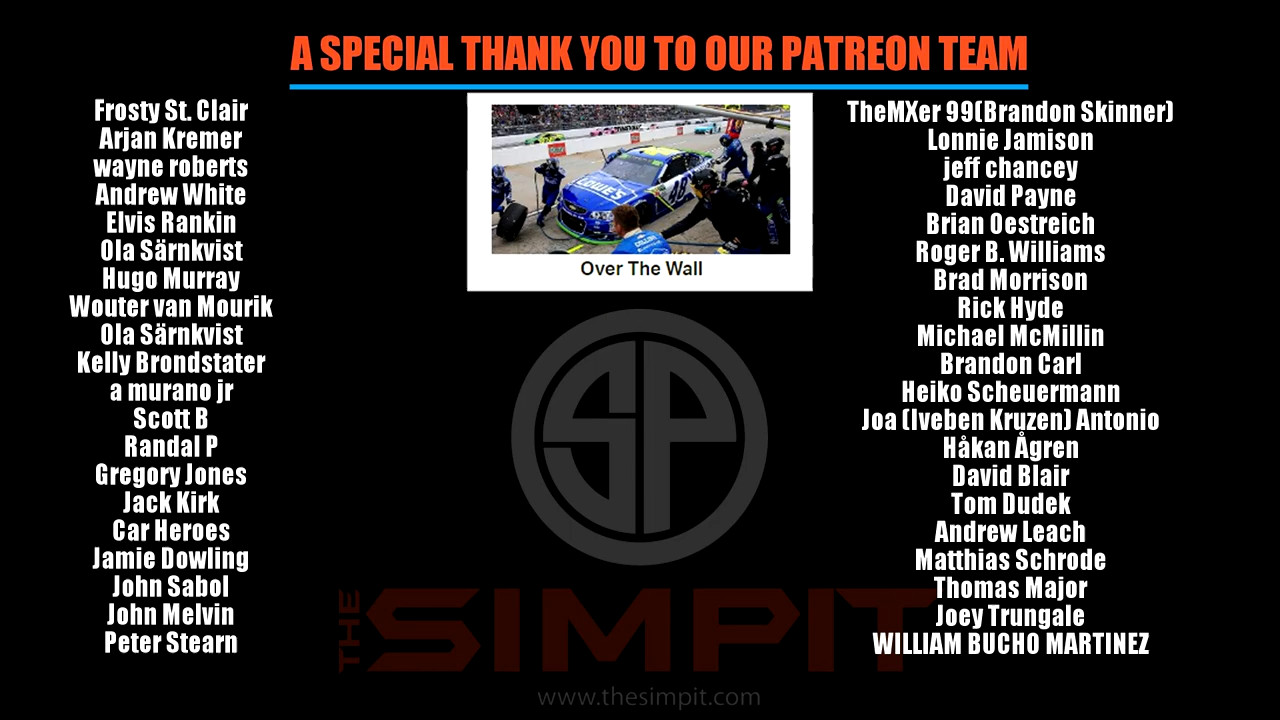 A SPECIAL THANK YOU TO OUR PATREON TEAM
Frosty St. Clair
Arjan Kremer
wayne roberts
Andrew White
Elvis Rankin
Ola Särnkvist
Hugo Murray
Wouter van Mourik
Ola Särnkvist
Kelly Brondstater
a murano jr
Scott B
Randal P
Gregory Jones
Jack Kirk
Car Heroes
Jamie Dowling
John Sabol
John Melvin
Peter Stearn
LOWE'S
48
Over The Wall
SP
THE SIMPIT
www.thesimpit.com
TheMXer 99(Brandon Skinner)
Lonnie Jamison
jeff chancey
David Payne
Brian Oestreich
Roger B. Williams
Brad Morrison
Rick Hyde
Michael McMillin
Brandon Carl
Heiko Scheuermann
Joa (Iveben Kruzen) Antonio
Håkan Ågren
David Blair
Tom Dudek
Andrew Leach
Matthias Schrode
Thomas Major
Joey Trungale
WILLIAM BUCHO MARTINEZ